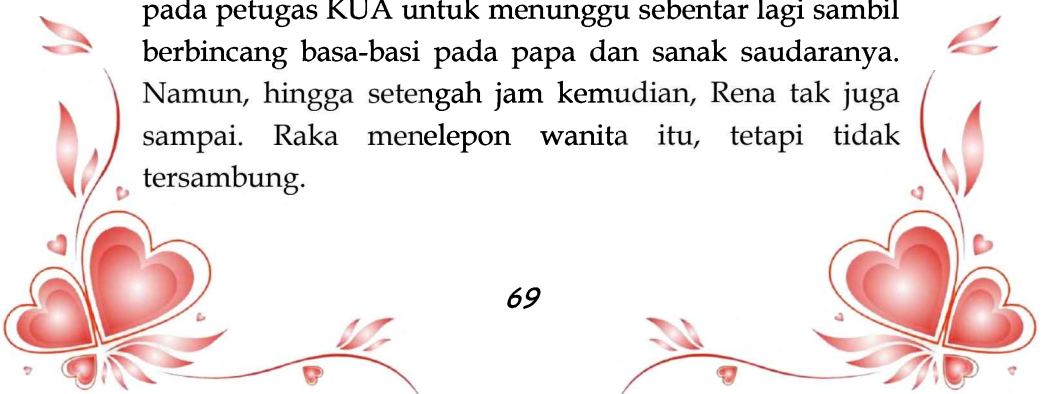 pada petugas KUA untuk menunggu sebentar lagi sambil
berbincang basa-basi pada papa dan sanak saudaranya.
Namun, hingga setengah jam kemudian, Rena tak juga
sampai. Raka menelepon wanita itu, tetapi tidak
tersambung.
69